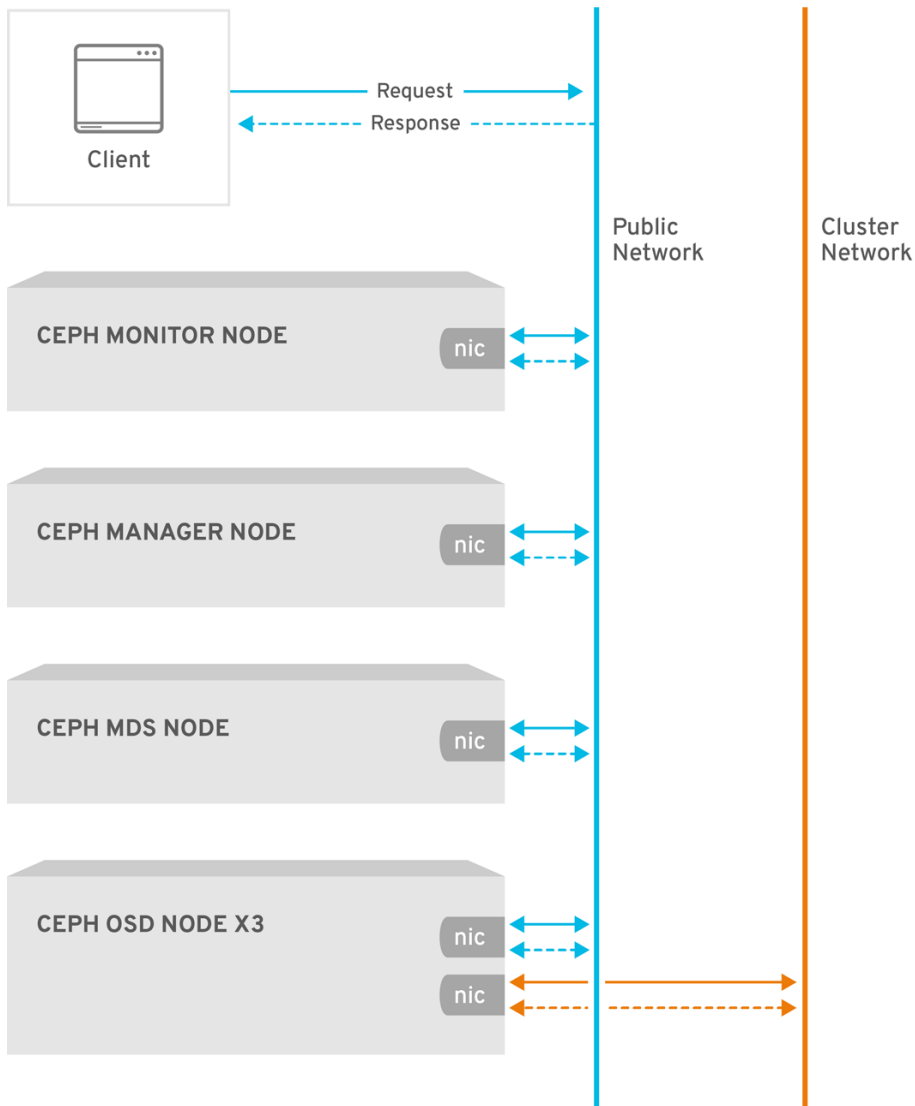 Request
Response
Client
Public
Network
Cluster
Network
CEPH MONITOR NODE
nic
CEPH MANAGER NODE
nic
CEPH MDS NODE
nic
CEPH OSD NODE X3
nic
nic